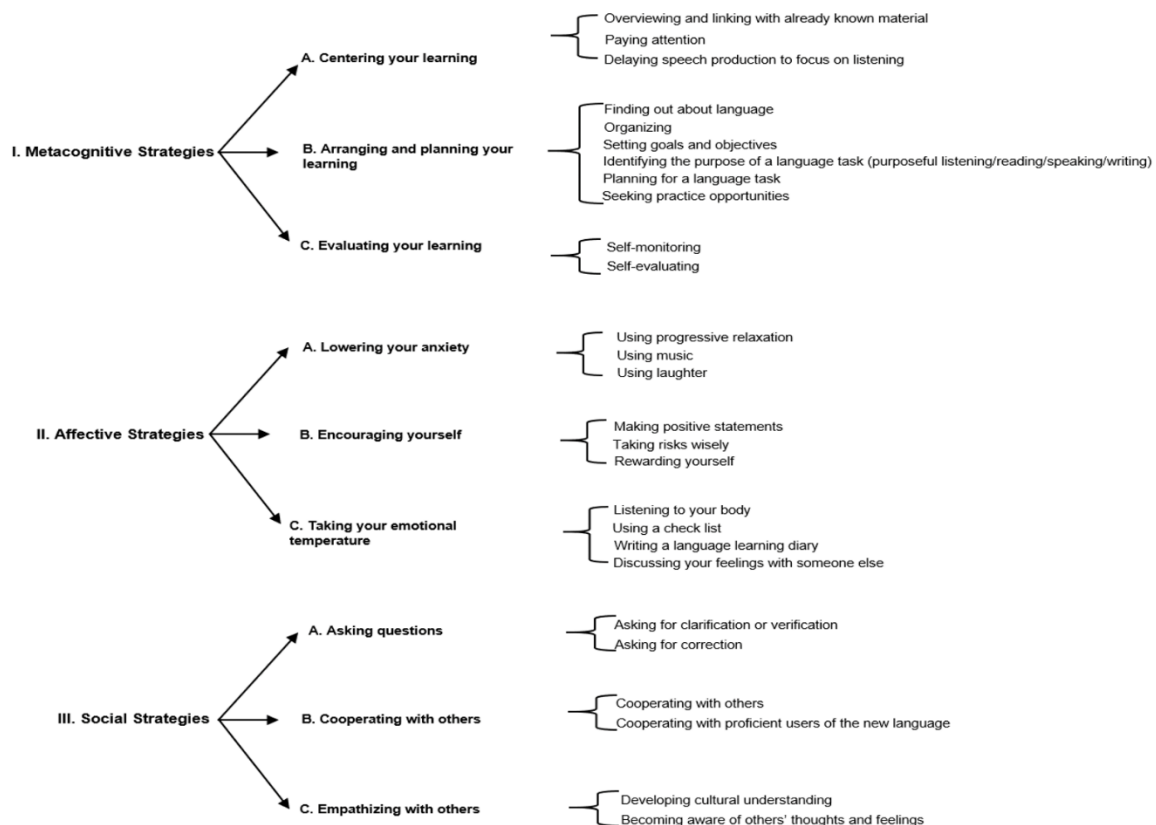 Overviewing and linking with already known material
Paying attention
Delaying speech production to focus on listening
A. Centering your learning
I. Metacognitive Strategies
B. Arranging and planning your
learning
Finding out about language
Organizing
Setting goals and objectives
Identifying the purpose of a language task (purposeful listening/reading/speaking/writing)
Planning for a language task
Seeking practice opportunities
C. Evaluating your learning
Self-monitoring
Self-evaluating
A. Lowering your anxiety
Using progressive relaxation
Using music
Using laughter
II. Affective Strategies
B. Encouraging yourself
Making positive statements
Taking risks wisely
Rewarding yourself
C. Taking your emotional
temperature
Listening to your body
Using a check list
Writing a language learning diary
Discussing your feelings with someone else
A. Asking questions
Asking for clarification or verification
Asking for correction
III. Social Strategies
B. Cooperating with others
Cooperating with others
Cooperating with proficient users of the new language
C. Empathizing with others
Developing cultural understanding
Becoming aware of others' thoughts and feelings